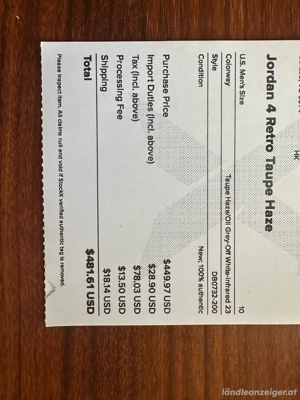 HK
Jordan 4 Retro Taupe Haze
U.S. Men's Size 10
Colorway Taupe Haze/Oil Grey-Off White-Infrared 23
Style DB0732-200
Condition New; 100% authentic
Purchase Price $449.97 USD
Import Duties (Incl. above) $28.90 USD
Tax (Incl. above) $78.03 USD
Processing Fee $13.50 USD
Shipping $18.14 USD
Total $481.61 USD
Please inspect item. All claims null and void if StockX verified authentic tag is removed.
ländleanzeiger.at